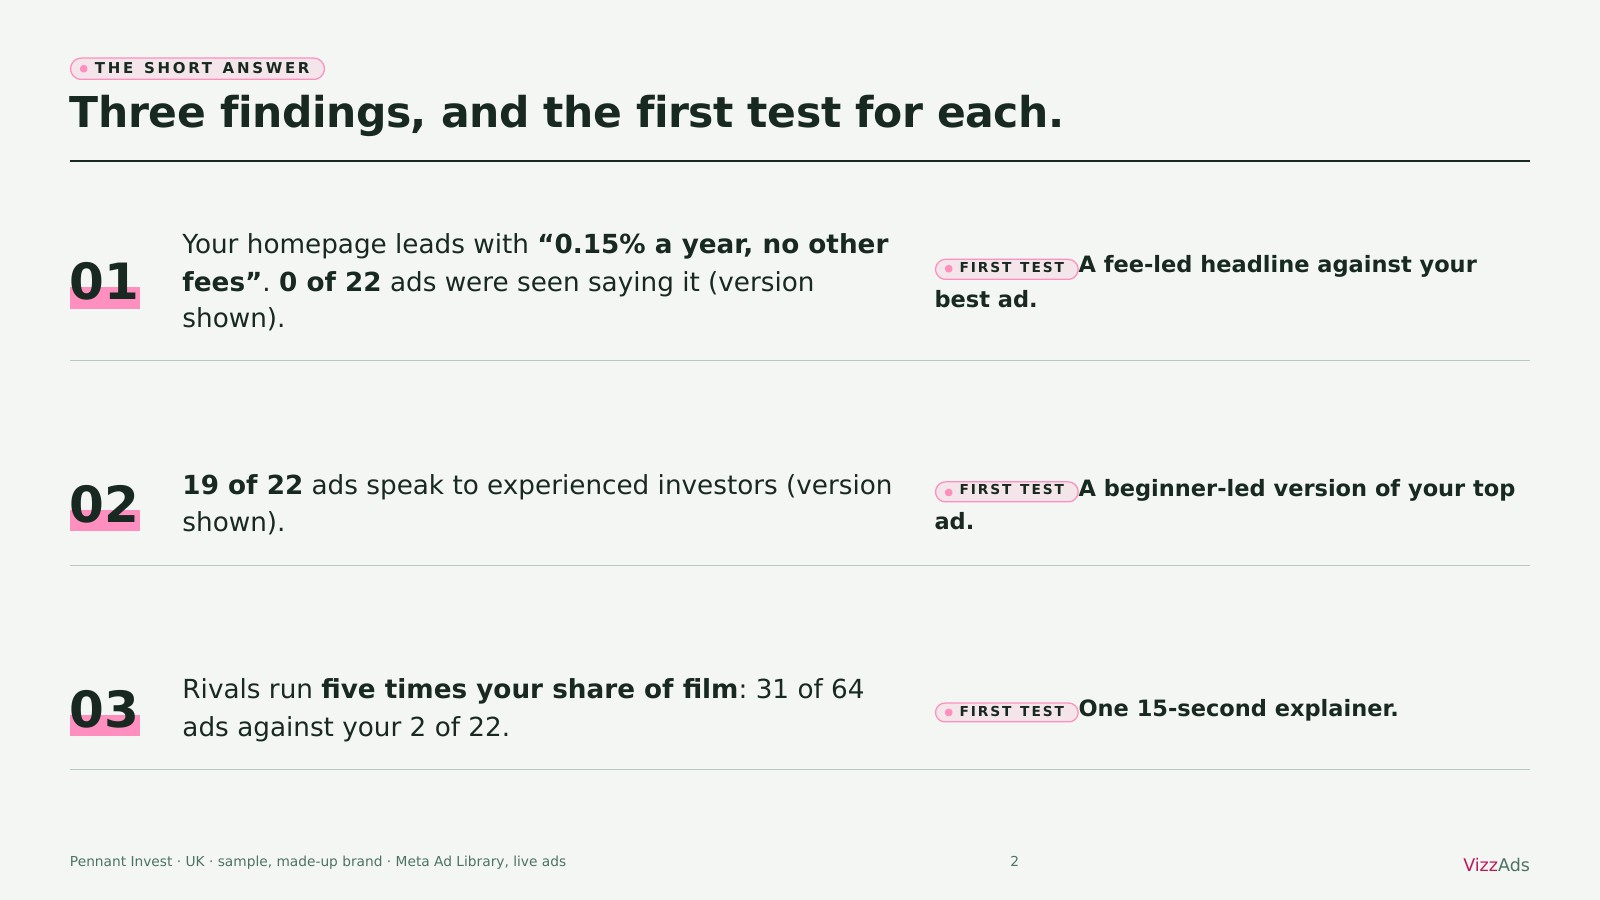 THE SHORT ANSWER
Three findings, and the first test for each.
01
Your homepage leads with “0.15% a year, no other
fees”. 0 of 22 ads were seen saying it (version
shown).
FIRST TEST A fee-led headline against your
best ad.
02
19 of 22 ads speak to experienced investors (version
shown).
FIRST TEST A beginner-led version of your top
ad.
03
Rivals run five times your share of film: 31 of 64
ads against your 2 of 22.
FIRST TEST One 15-second explainer.
Pennant Invest · UK · sample, made-up brand · Meta Ad Library, live ads
2
VizzAds